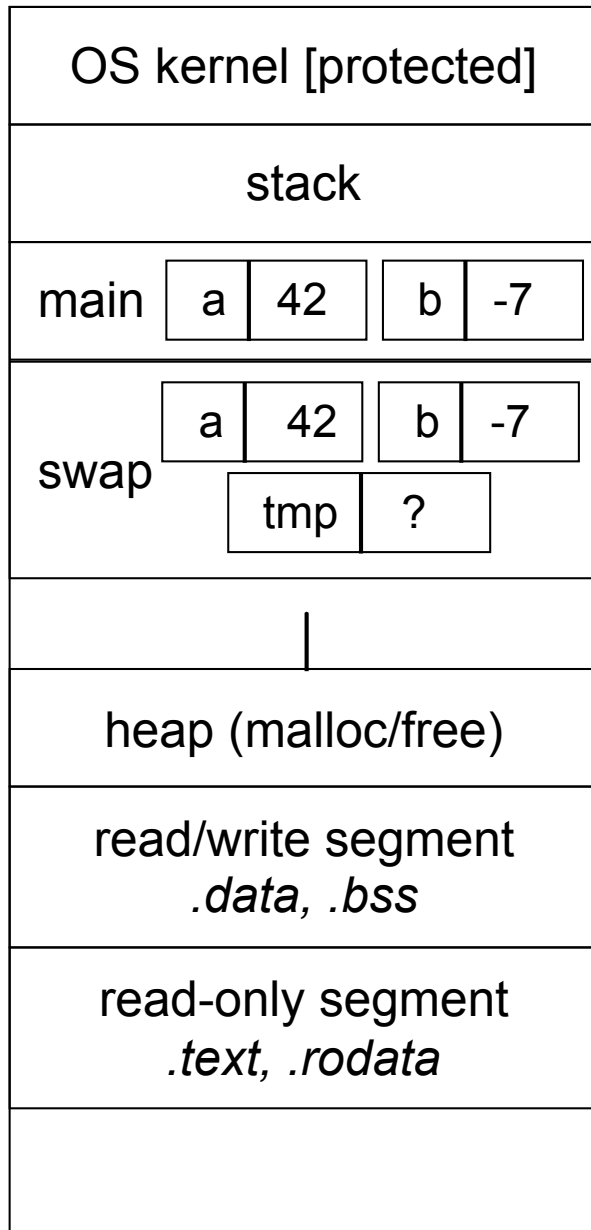 OS kernel [protected]
stack
main a 42 b -7
a 42 b -7
swap
tmp ?
heap (malloc/free)
read/write segment
.data, .bss
read-only segment
.text, .rodata